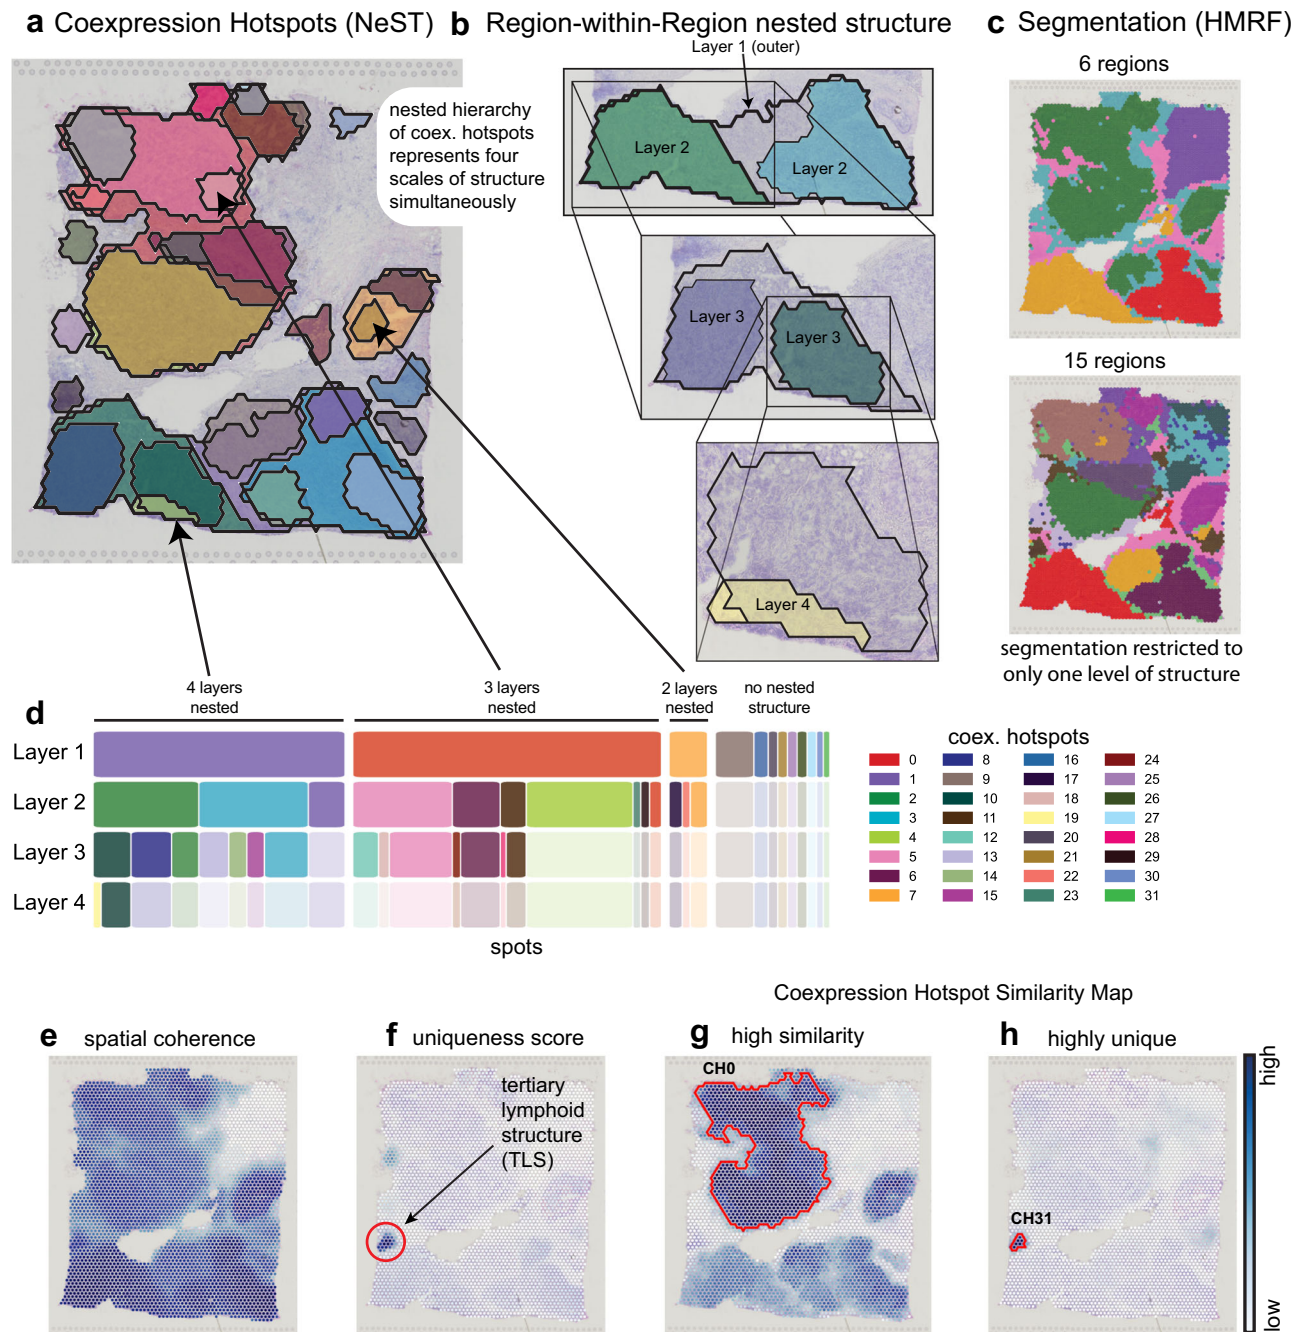 a Coexpression Hotspots (NeST)
nested hierarchy
of coex. hotspots
represents four
scales of structure
simultaneously
b Region-within-Region nested structure
Layer 1 (outer)
Layer 2
Layer 2
Layer 3
Layer 3
Layer 4
c Segmentation (HMRF)
6 regions
15 regions
segmentation restricted to
only one level of structure
d
4 layers
nested
3 layers
nested
2 layers
nested
no nested
structure
Layer 1
Layer 2
Layer 3
Layer 4
spots
coex. hotspots
0 8 16 24
1 9 17 25
2 10 18 26
3 11 19 27
4 12 20 28
5 13 21 29
6 14 22 30
7 15 23 31
Coexpression Hotspot Similarity Map
e spatial coherence
f uniqueness score
tertiary
lymphoid
structure
(TLS)
g high similarity
CH0
h highly unique
CH31
high
low